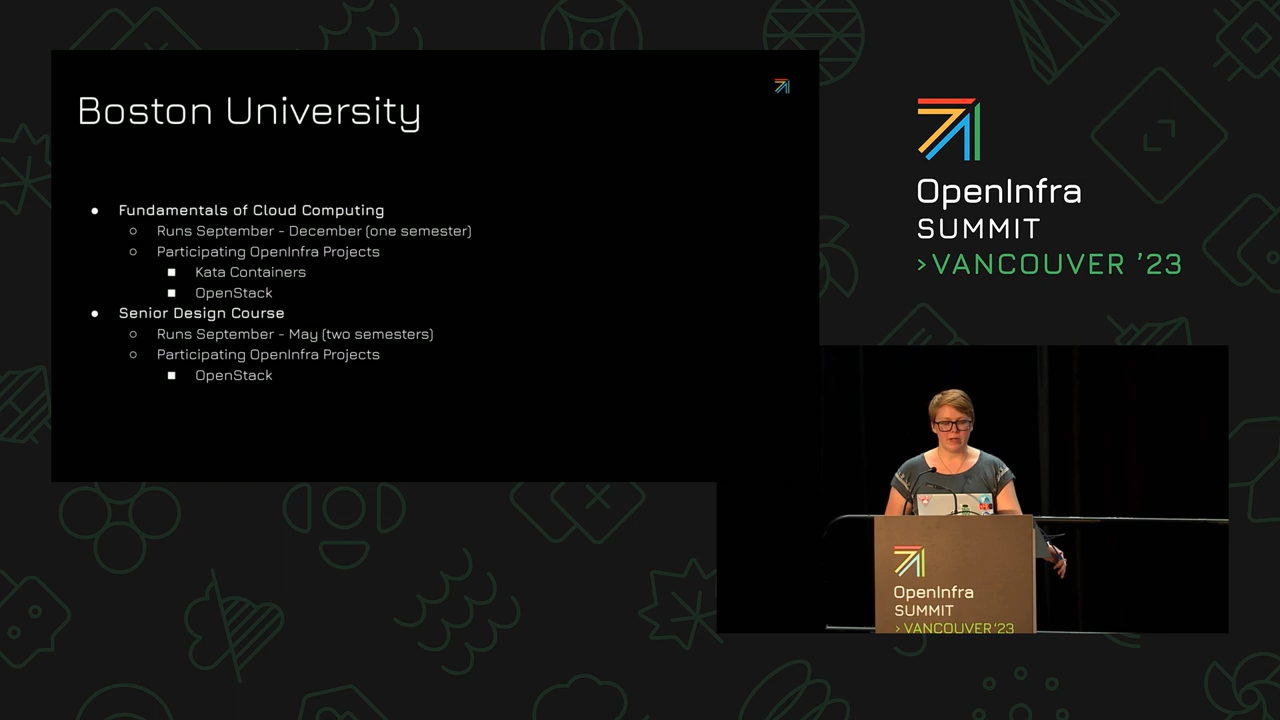 Boston University
● Fundamentals of Cloud Computing
○ Runs September - December (one semester)
○ Participating OpenInfra Projects
■ Kata Containers
■ OpenStack
● Senior Design Course
○ Runs September - May (two semesters)
○ Participating OpenInfra Projects
■ OpenStack
OpenInfra
SUMMIT
>VANCOUVER '23
OpenInfra
SUMMIT
> VANCOUVER '23